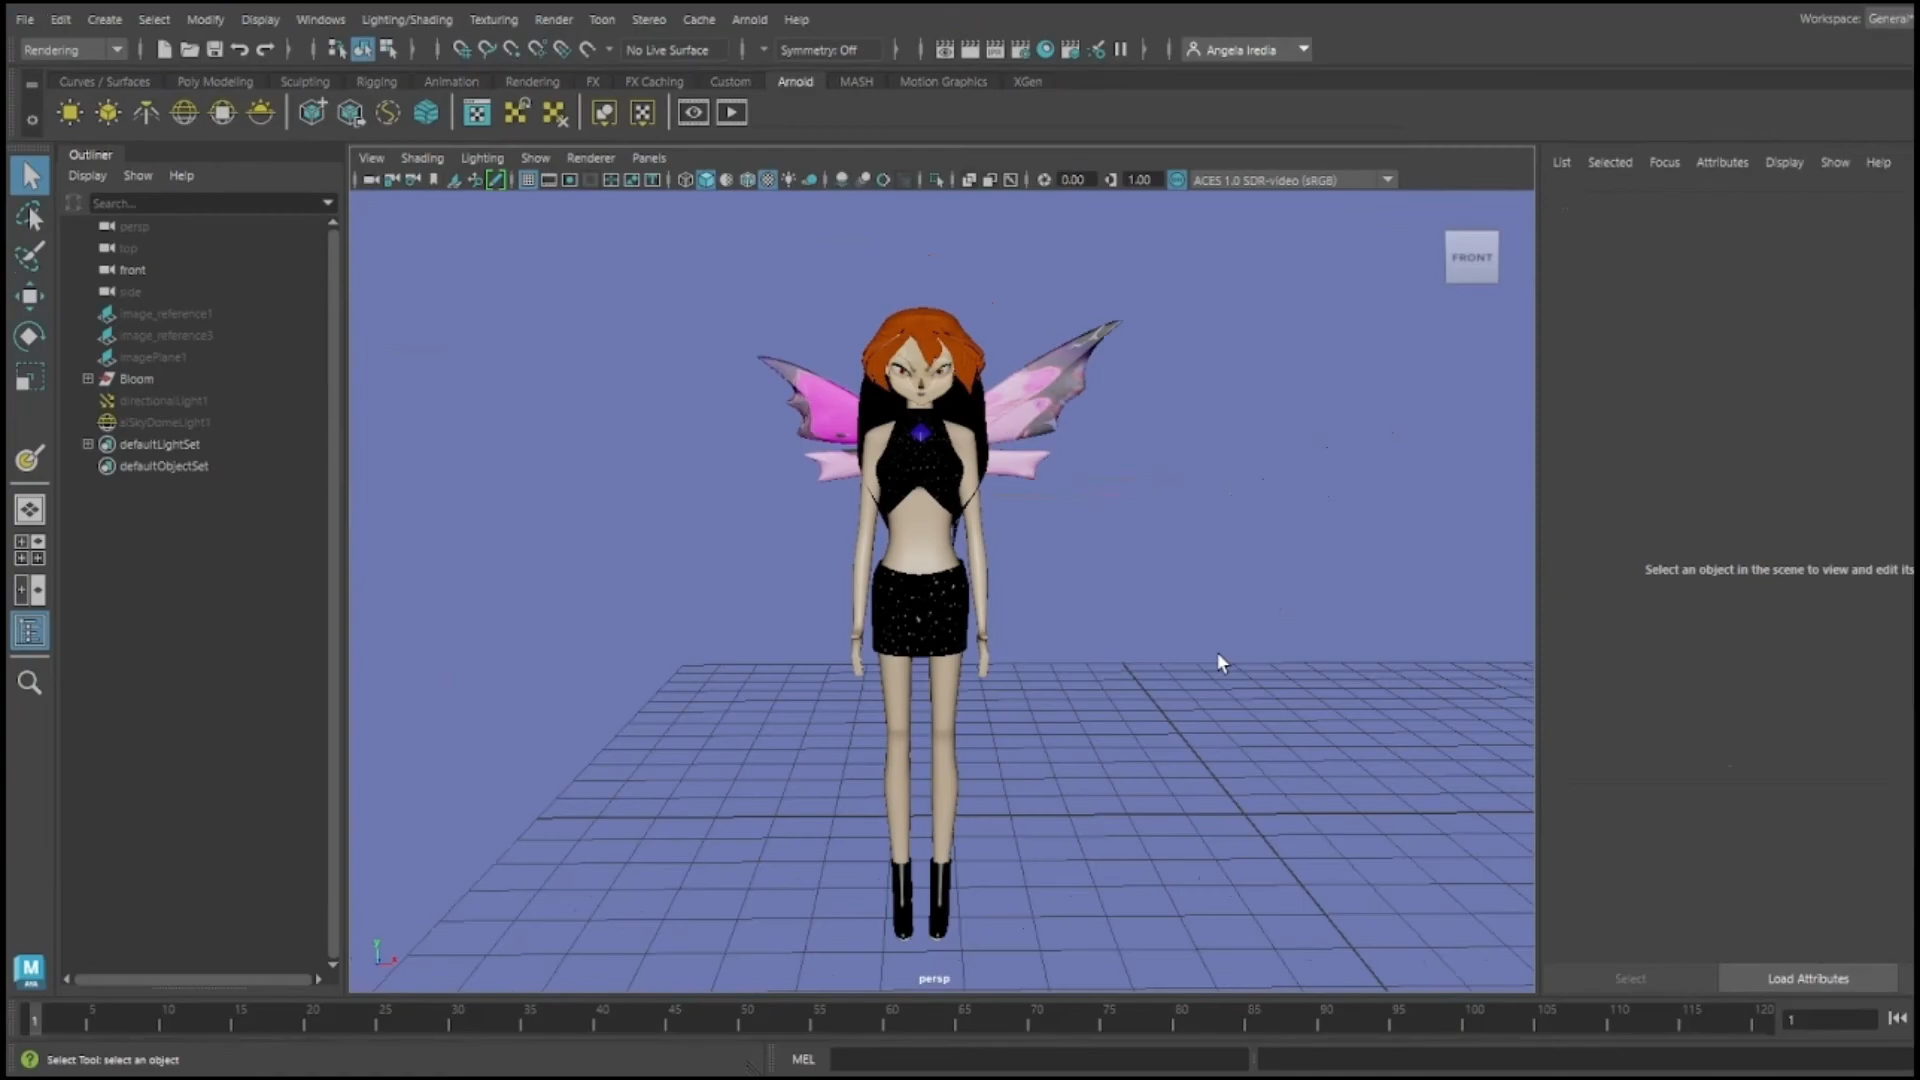 File Edit Create Select Modify Display Windows Lighting/Shading Texturing Render Toon Stereo Cache Arnold Help Workspace: General*
Rendering No Live Surface Symmetry: Off Angela Iredia
Curves / Surfaces Poly Modeling Sculpting Rigging Animation Rendering FX FX Caching Custom Arnold MASH Motion Graphics XGen
Outliner
Display Show Help
Search...
persp
top
front
side
image_reference1
image_reference3
imagePlane1
Bloom
directionalLight1
aiSkyDomeLight1
defaultLightSet
defaultObjectSet
View Shading Lighting Show Renderer Panels
0.00 1.00 ACES 1.0 SDR-video (sRGB)
FRONT
y
x
persp
List Selected Focus Attributes Display Show Help
Select an object in the scene to view and edit its
Select Load Attributes
M
1 5 10 15 20 25 30 35 40 45 50 55 60 65 70 75 80 85 90 95 100 105 110 115 120 1
Select Tool: select an object MEL